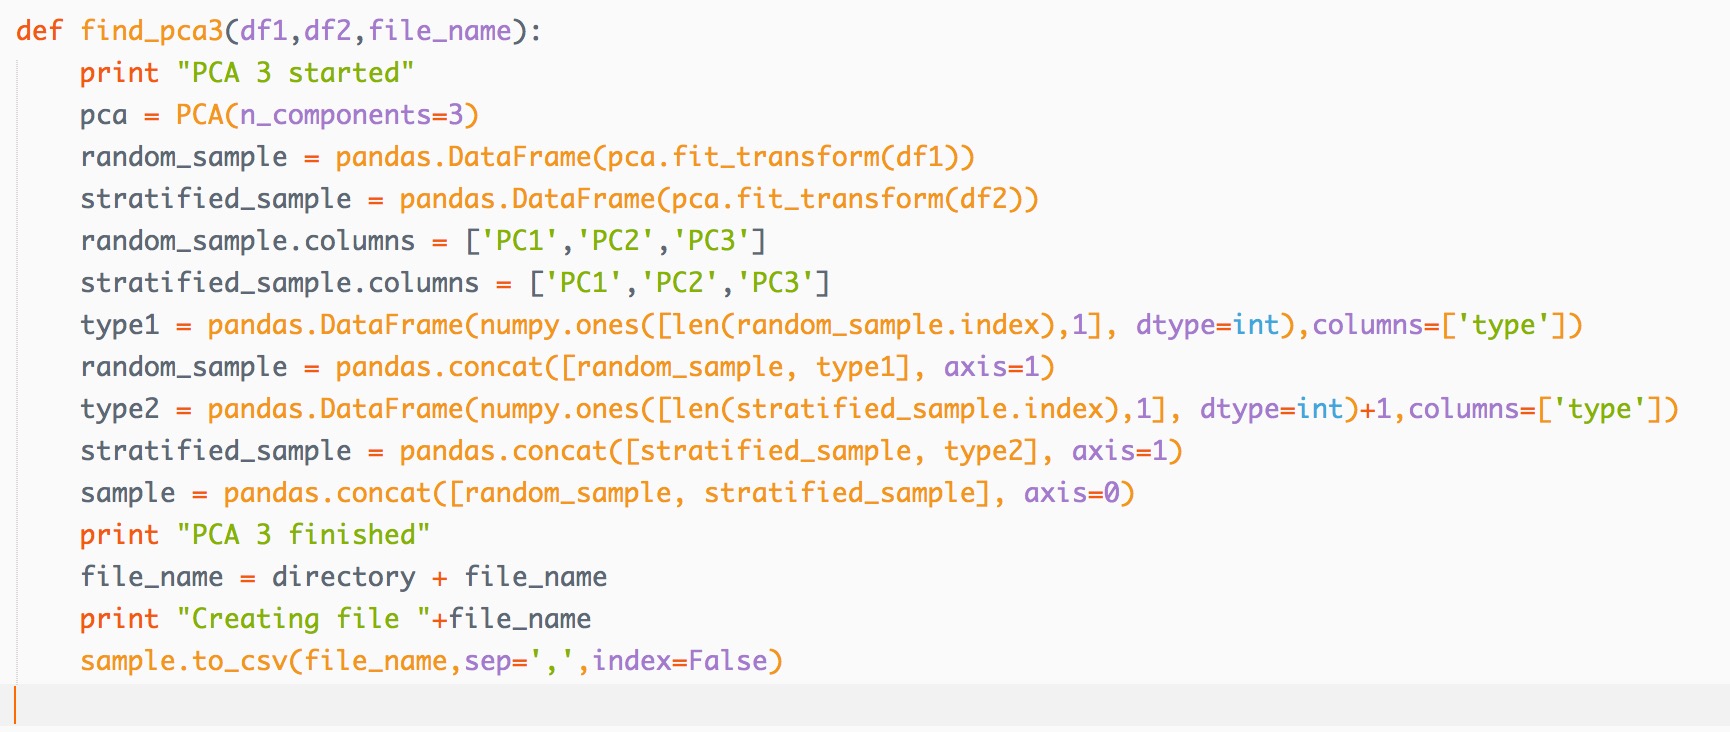 def find_pca3(df1,df2,file_name):
    print "PCA 3 started"
    pca = PCA(n_components=3)
    random_sample = pandas.DataFrame(pca.fit_transform(df1))
    stratified_sample = pandas.DataFrame(pca.fit_transform(df2))
    random_sample.columns = ['PC1','PC2','PC3']
    stratified_sample.columns = ['PC1','PC2','PC3']
    type1 = pandas.DataFrame(numpy.ones([len(random_sample.index),1], dtype=int),columns=['type'])
    random_sample = pandas.concat([random_sample, type1], axis=1)
    type2 = pandas.DataFrame(numpy.ones([len(stratified_sample.index),1], dtype=int)+1,columns=['type'])
    stratified_sample = pandas.concat([stratified_sample, type2], axis=1)
    sample = pandas.concat([random_sample, stratified_sample], axis=0)
    print "PCA 3 finished"
    file_name = directory + file_name
    print "Creating file "+file_name
    sample.to_csv(file_name,sep=',',index=False)